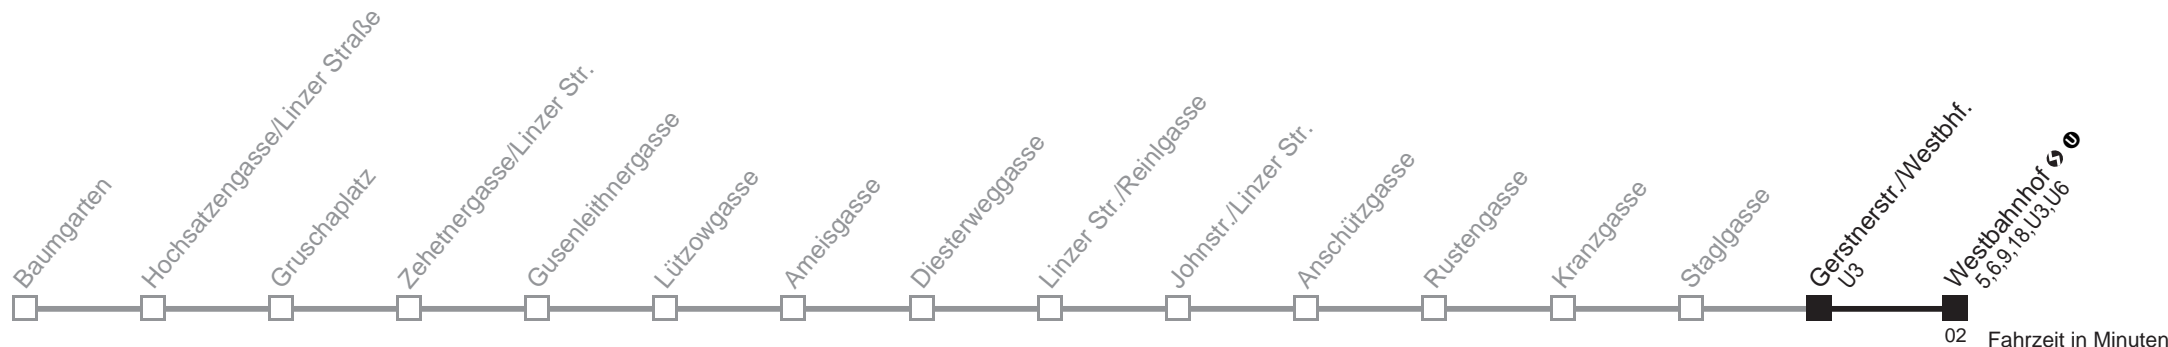 Baumgarten
Hochsatzengasse/Linzer Straße
Gruschaplatz
Zehetnergasse/Linzer Str.
Gusenleithnergasse
Lützowgasse
Ameisgasse
Diesterweggasse
Linzer Str./Reinlgasse
Johnstr./Linzer Str.
Anschützgasse
Rustengasse
Kranzgasse
Staglgasse
Gerstnerstr./Westbhf.
U3
Westbahnhof U
5,6,9,18,U3,U6
02 Fahrzeit in Minuten